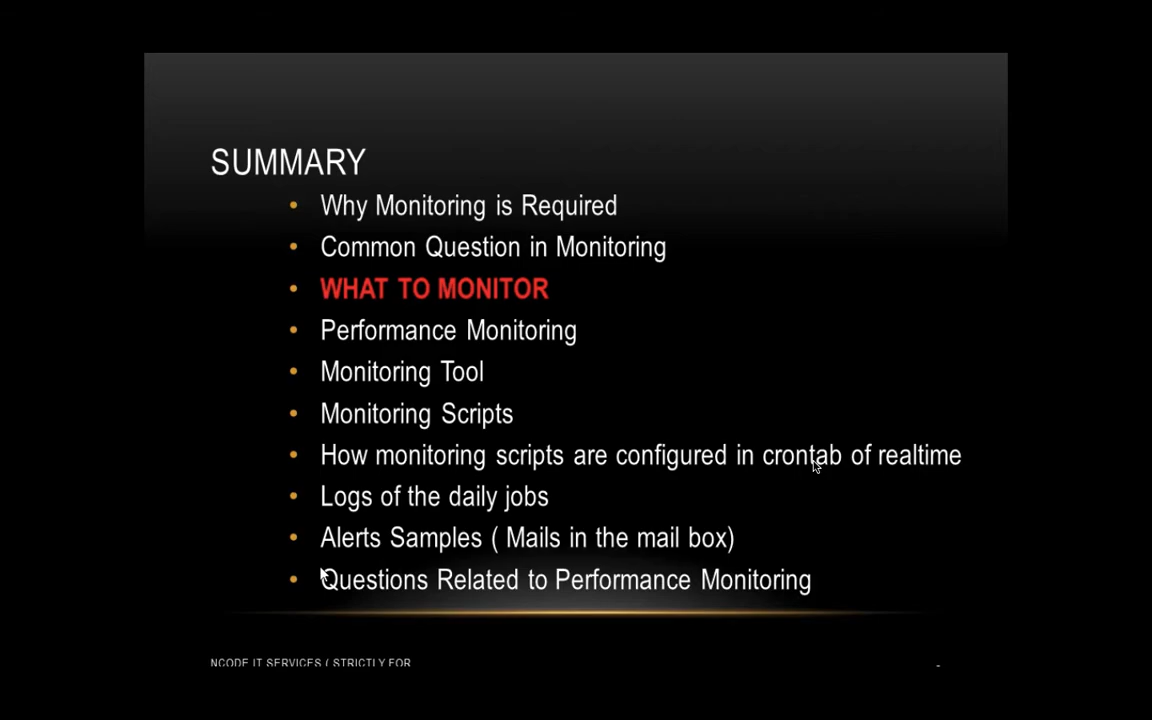 SUMMARY
• Why Monitoring is Required
• Common Question in Monitoring
• WHAT TO MONITOR
• Performance Monitoring
• Monitoring Tool
• Monitoring Scripts
• How monitoring scripts are configured in crontab of realtime
• Logs of the daily jobs
• Alerts Samples ( Mails in the mail box)
• Questions Related to Performance Monitoring
NCODE IT SERVICES ( STRICTLY FOR